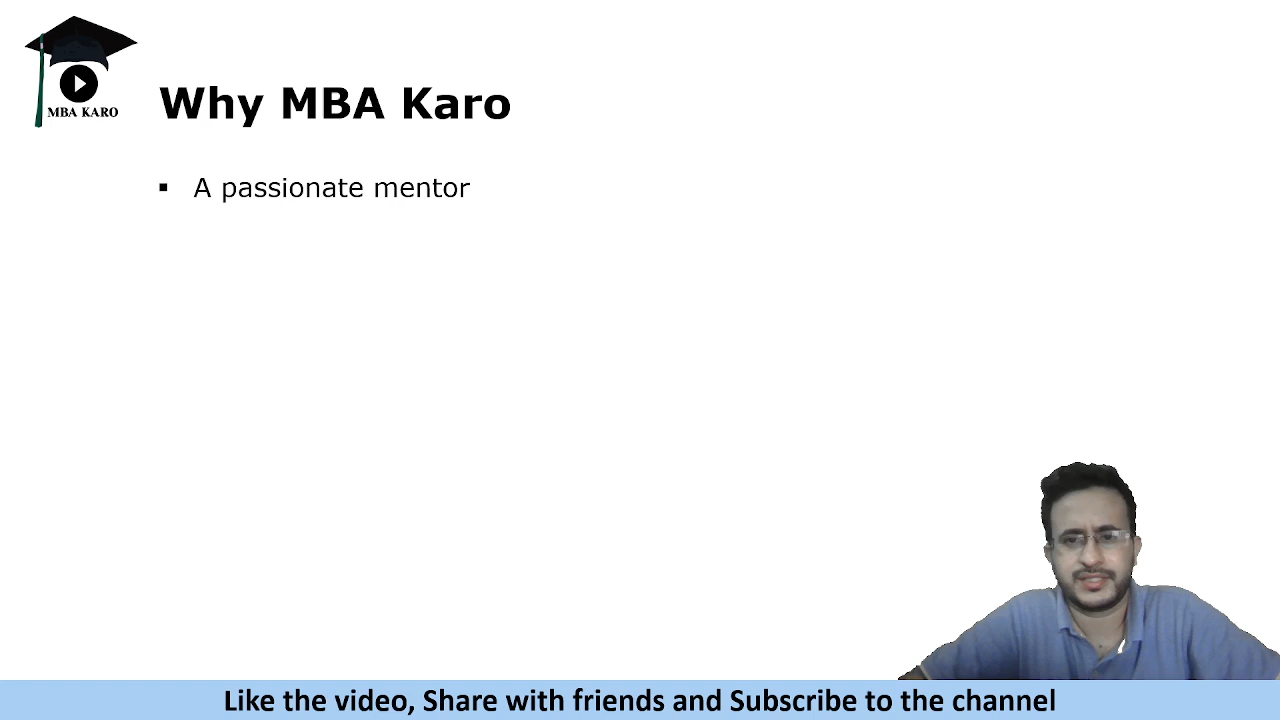 MBA KARO
Why MBA Karo
▪ A passionate mentor
Like the video, Share with friends and Subscribe to the channel